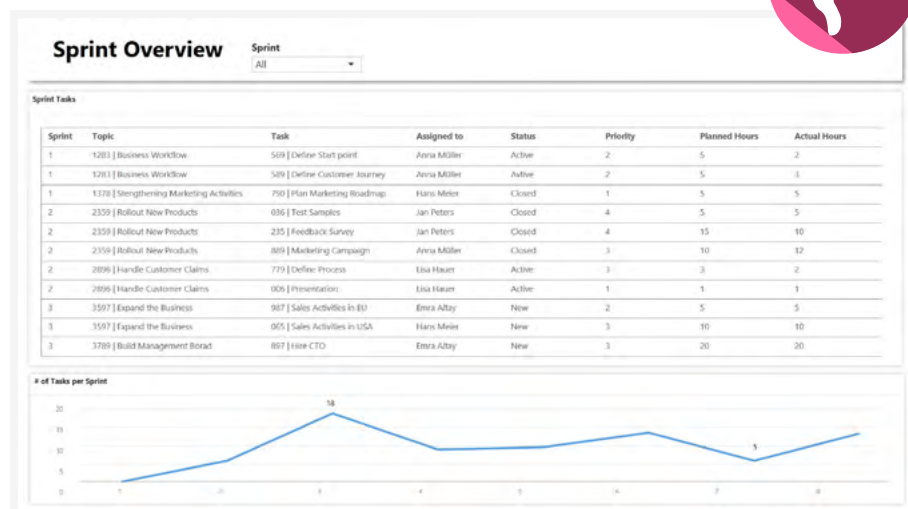 Sprint Overview Sprint
All
Sprint Tasks
Sprint Topic Task Assigned to Status Priority Planned Hours Actual Hours
1 1283 | Business Workflow 569 | Define Start point Anna Müller Active 2 5 2
1 1283 | Business Workflow 589 | Define Customer Journey Anna Müller Avtive 2 5 3
1 1378 | Stengthening Marketing Activities 790 | Plan Marketing Roadmap Hans Meier Closed 1 5 5
2 2359 | Rollout New Products 036 | Test Samples Jan Peters Closed 4 5 5
2 2359 | Rollout New Products 235 | Feedback Survey Jan Peters Closed 4 15 10
2 2359 | Rollout New Products 889 | Marketing Campaign Anna Müller Closed 3 10 12
2 2896 | Handle Customer Claims 779 | Define Process Lisa Hauer Active 3 3 2
2 2896 | Handle Customer Claims 006 | Presentation Lisa Hauer Active 1 1 1
3 3597 | Expand the Business 987 | Sales Activities in EU Emra Altay New 2 5 5
3 3597 | Expand the Business 065 | Sales Activities in USA Hans Meier New 3 10 10
3 3789 | Build Management Borad 897 | Hire CTO Emra Altay New 3 20 20
# of Tasks per Sprint
20
18
15
10
5
5
0